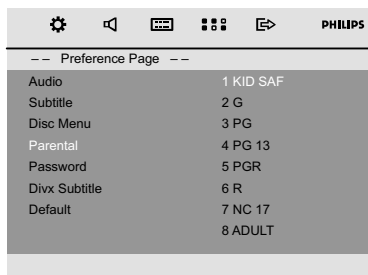 PHILIPS
-- Preference Page --
Audio 1 KID SAF
Subtitle 2 G
Disc Menu 3 PG
Parental 4 PG 13
Password 5 PGR
Divx Subtitle 6 R
Default 7 NC 17
8 ADULT